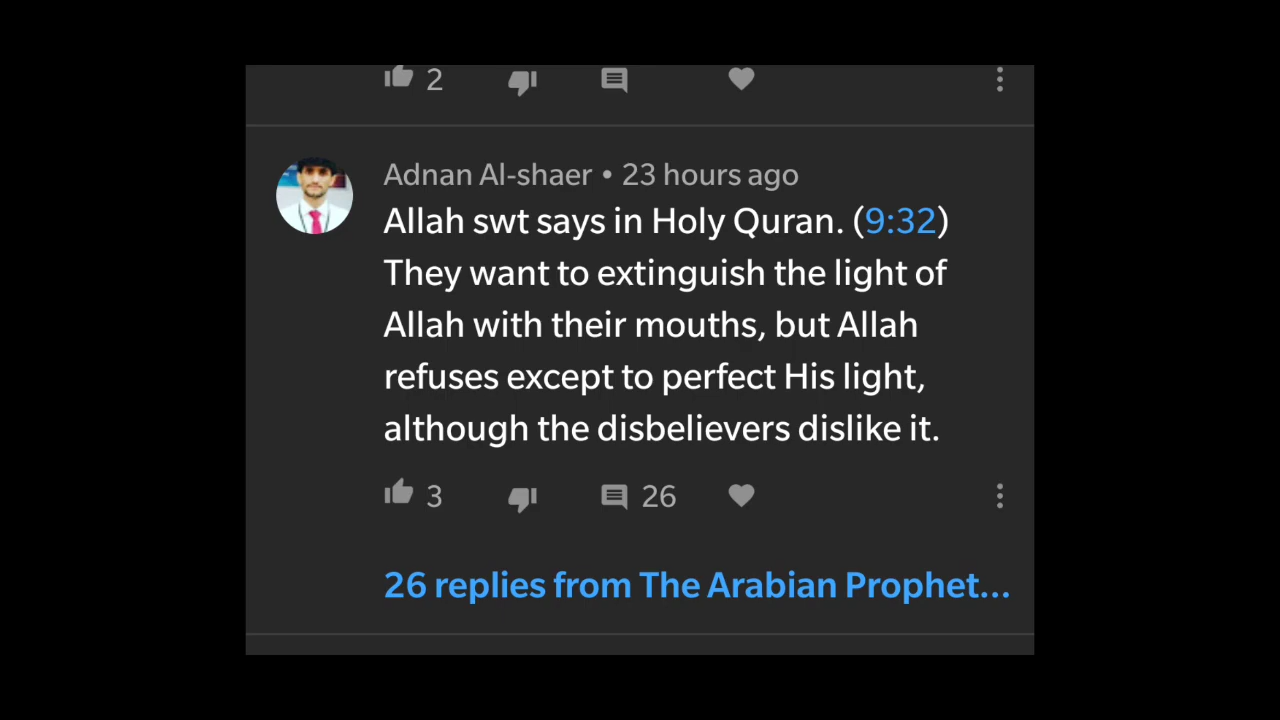 2
Adnan Al-shaer • 23 hours ago
Allah swt says in Holy Quran. (9:32)
They want to extinguish the light of
Allah with their mouths, but Allah
refuses except to perfect His light,
although the disbelievers dislike it.
3 26
26 replies from The Arabian Prophet...